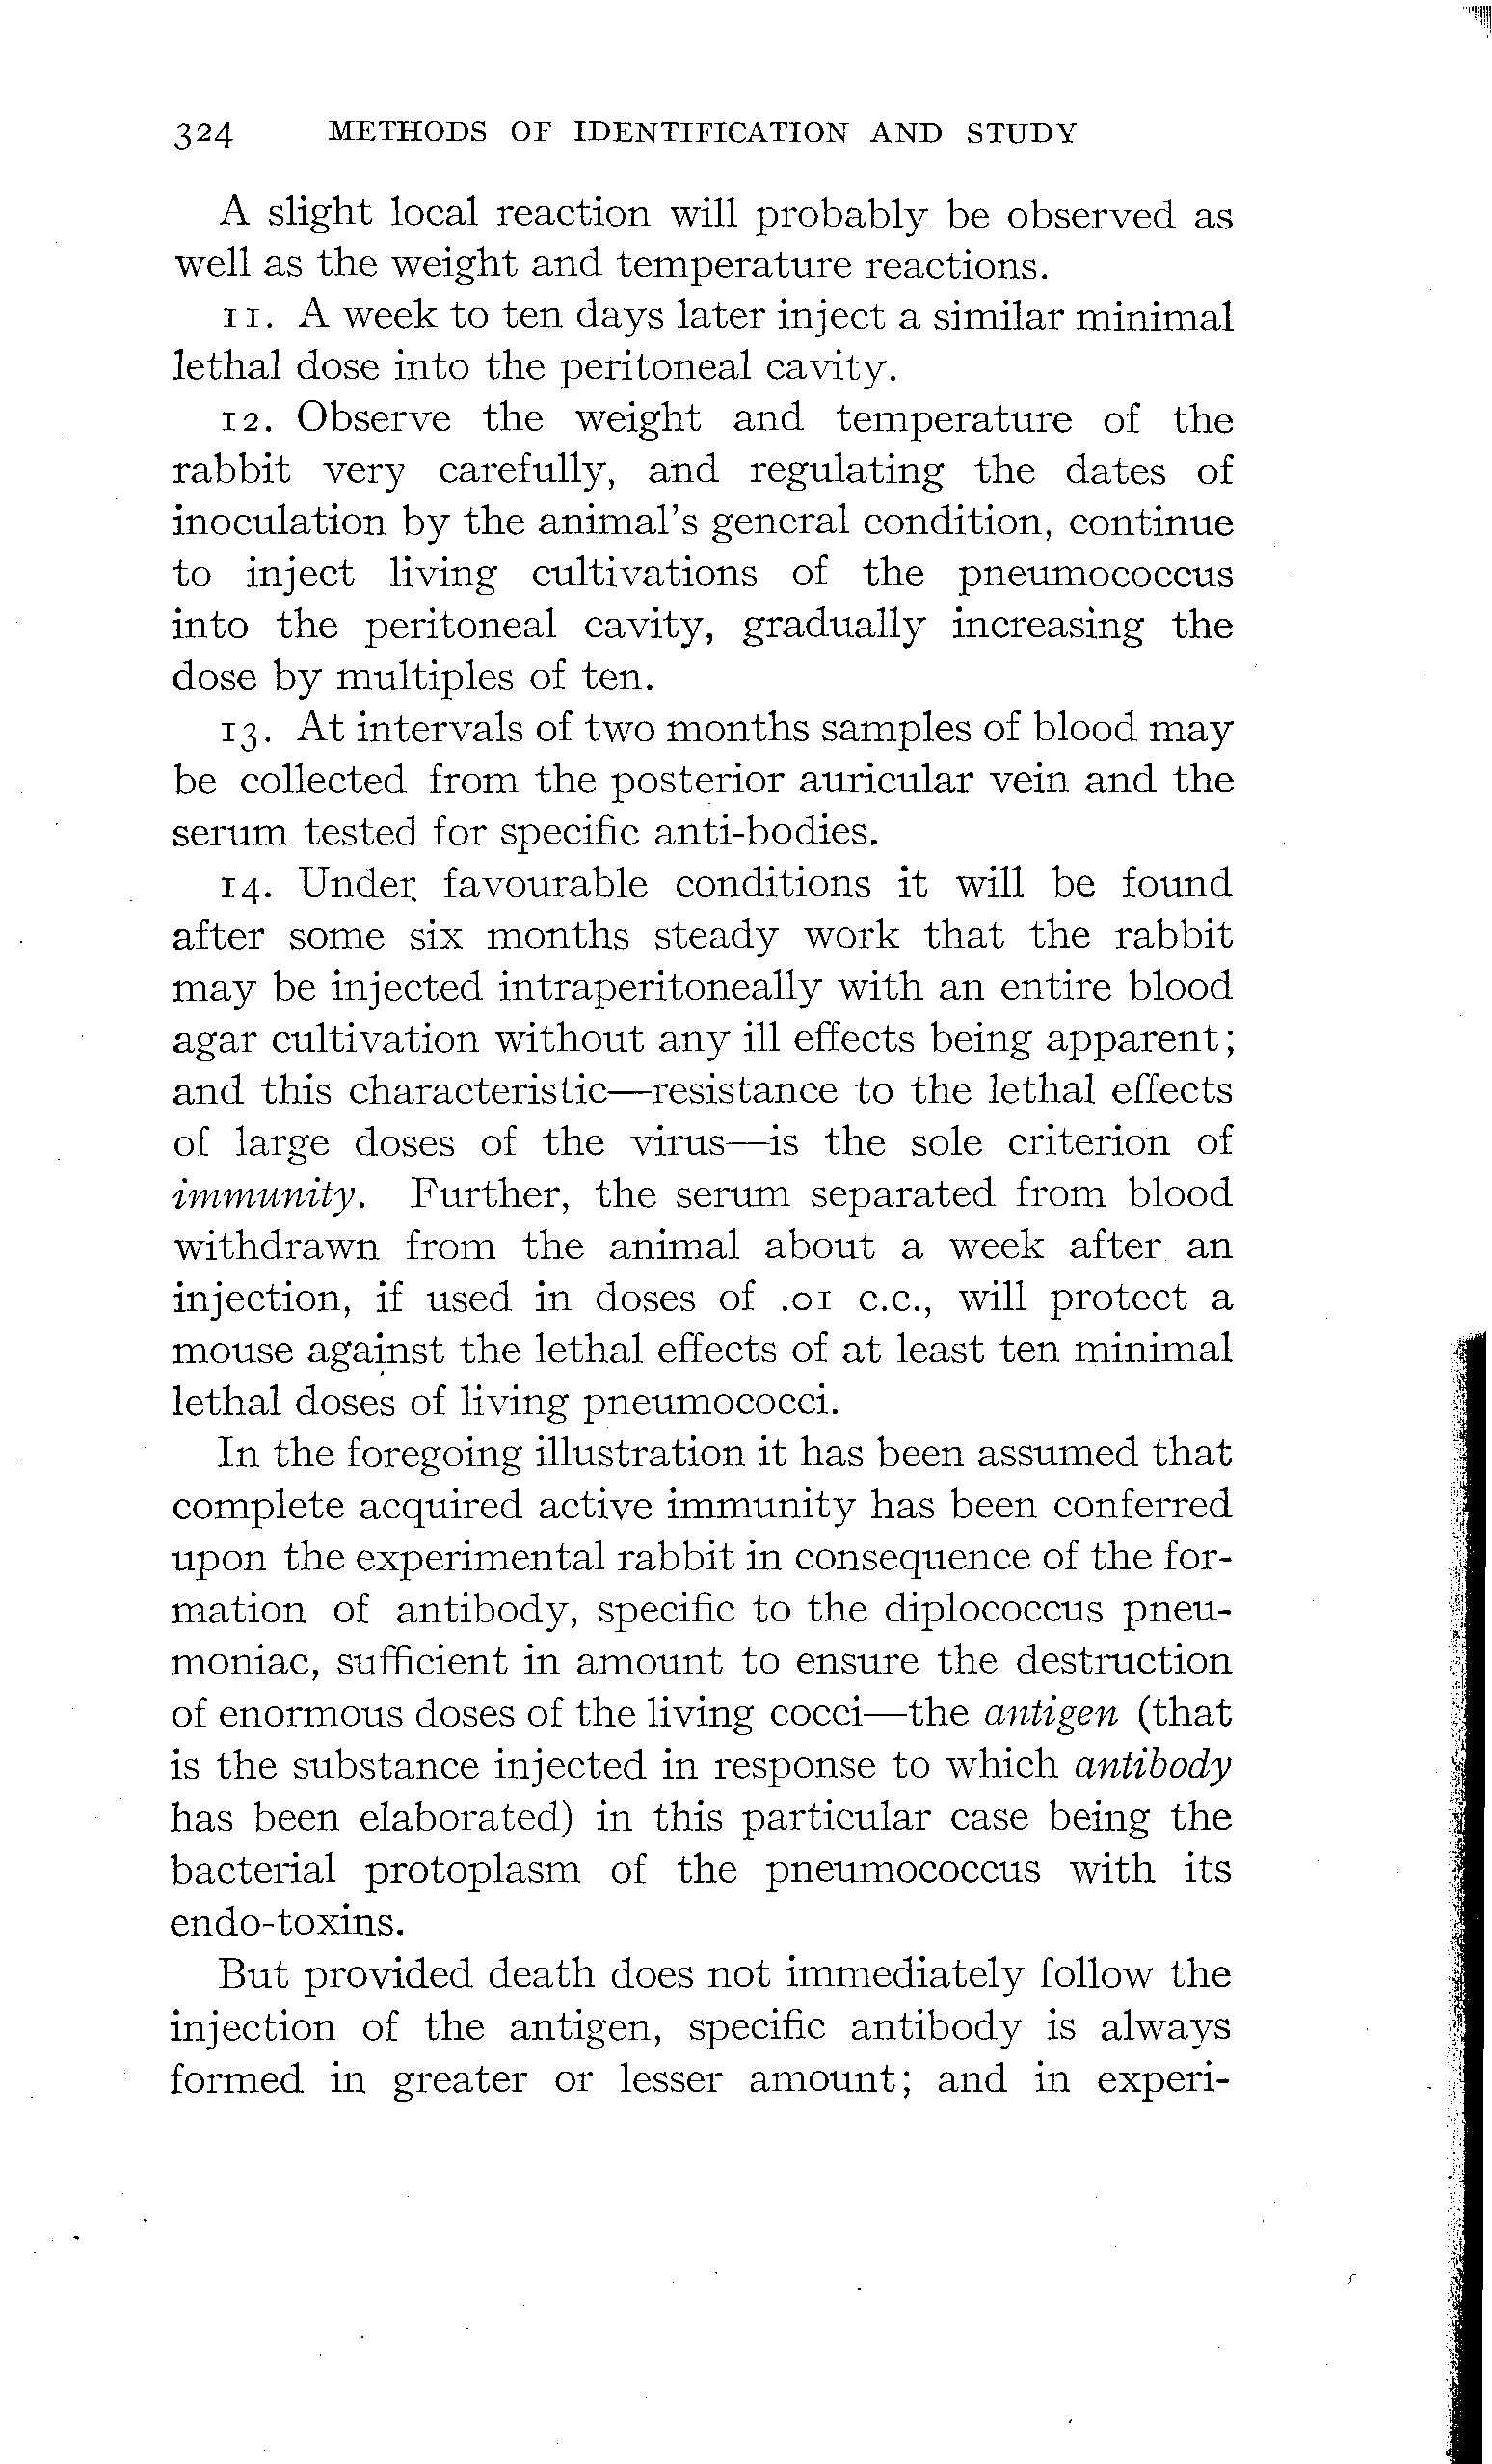 324 METHODS OF IDENTIFICATION AND STUDY
A slight local reaction will probably be observed as
well as the weight and temperature reactions.
11. A week to ten days later inject a similar minimal
lethal dose into the peritoneal cavity.
12. Observe the weight and temperature of the
rabbit very carefully, and regulating the dates of
inoculation by the animal's general condition, continue
to inject living cultivations of the pneumococcus
into the peritoneal cavity, gradually increasing the
dose by multiples of ten.
13. At intervals of two months samples of blood may
be collected from the posterior auricular vein and the
serum tested for specific anti-bodies.
14. Under favourable conditions it will be found
after some six months steady work that the rabbit
may be injected intraperitoneally with an entire blood
agar cultivation without any ill effects being apparent;
and this characteristic—resistance to the lethal effects
of large doses of the virus—is the sole criterion of
immunity. Further, the serum separated from blood
withdrawn from the animal about a week after an
injection, if used in doses of .01 c.c., will protect a
mouse against the lethal effects of at least ten minimal
lethal doses of living pneumococci.
In the foregoing illustration it has been assumed that
complete acquired active immunity has been conferred
upon the experimental rabbit in consequence of the for-
mation of antibody, specific to the diplococcus pneu-
moniac, sufficient in amount to ensure the destruction
of enormous doses of the living cocci—the antigen (that
is the substance injected in response to which antibody
has been elaborated) in this particular case being the
bacterial protoplasm of the pneumococcus with its
endo-toxins.
But provided death does not immediately follow the
injection of the antigen, specific antibody is always
formed in greater or lesser amount; and in experi-